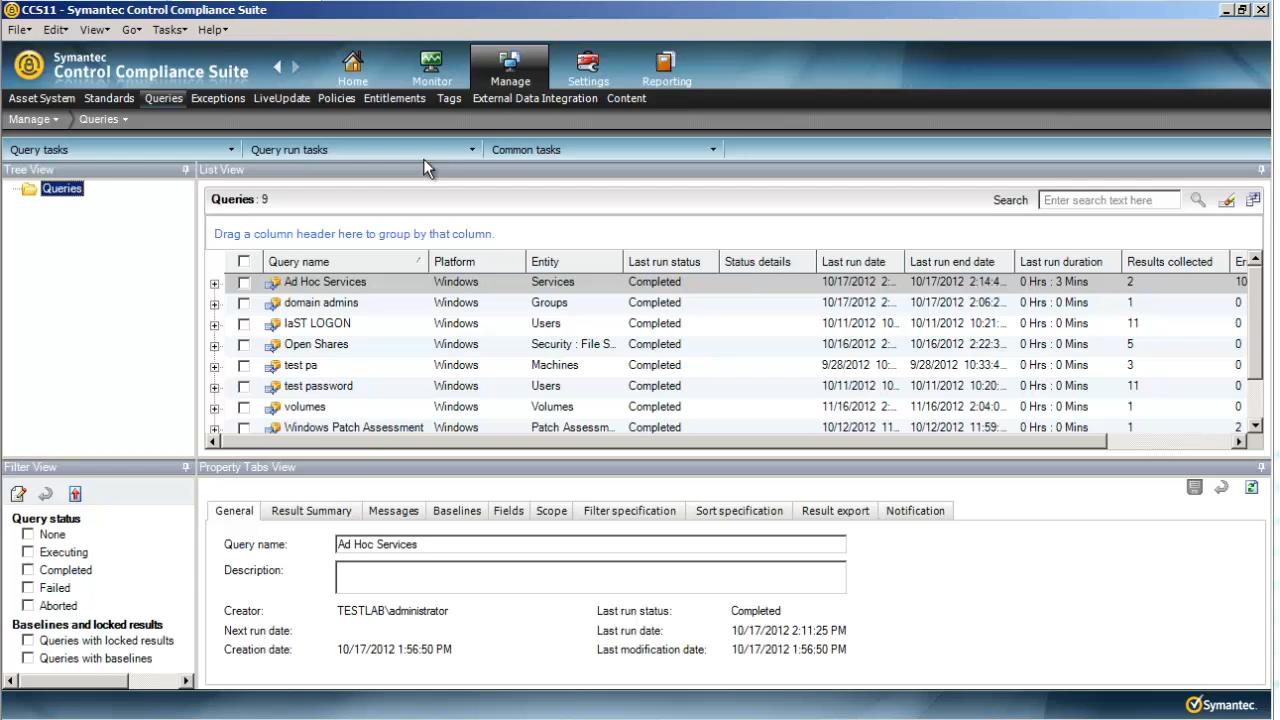 CCS11 - Symantec Control Compliance Suite
File Edit View Go Tasks Help
Symantec
Control Compliance Suite
Home Monitor Manage Settings Reporting
Asset System Standards Queries Exceptions LiveUpdate Policies Entitlements Tags External Data Integration Content
Manage Queries
Query tasks Query run tasks Common tasks
Tree View List View
Queries
Queries : 9 Search Enter search text here
Drag a column header here to group by that column.
Query name Platform Entity Last run status Status details Last run date Last run end date Last run duration Results collected Er
Ad Hoc Services Windows Services Completed 10/17/2012 2:... 10/17/2012 2:14:4... 0 Hrs : 3 Mins 2 10
domain admins Windows Groups Completed 10/17/2012 2:... 10/17/2012 2:06:2... 0 Hrs : 0 Mins 1 0
laST LOGON Windows Users Completed 10/11/2012 10... 10/11/2012 10:21:... 0 Hrs : 0 Mins 11 0
Open Shares Windows Security : File S... Completed 10/16/2012 2:... 10/16/2012 2:22:3... 0 Hrs : 0 Mins 5 0
test pa Windows Machines Completed 9/28/2012 10:... 9/28/2012 10:33:4... 0 Hrs : 0 Mins 3 0
test password Windows Users Completed 10/11/2012 10... 10/11/2012 10:20:... 0 Hrs : 0 Mins 11 0
volumes Windows Volumes Completed 11/16/2012 2:... 11/16/2012 2:04:0... 0 Hrs : 0 Mins 1 0
Windows Patch Assessment Windows Patch Assessm... Completed 10/12/2012 11... 10/12/2012 11:59:... 0 Hrs : 0 Mins 1 2
Filter View Property Tabs View
Query status
None
Executing
Completed
Failed
Aborted
Baselines and locked results
Queries with locked results
Queries with baselines
General Result Summary Messages Baselines Fields Scope Filter specification Sort specification Result export Notification
Query name: Ad Hoc Services
Description:
Creator: TESTLAB\administrator Last run status: Completed
Next run date: Last run date: 10/17/2012 2:11:25 PM
Creation date: 10/17/2012 1:56:50 PM Last modification date: 10/17/2012 1:56:50 PM
Symantec.